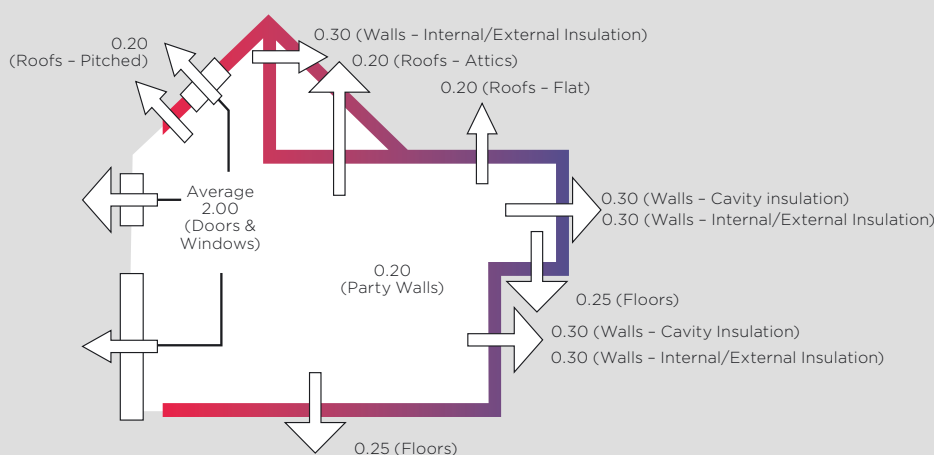 0.20
(Roofs – Pitched)
0.30 (Walls – Internal/External Insulation)
0.20 (Roofs – Attics)
0.20 (Roofs – Flat)
Average
2.00
(Doors &
Windows)
0.30 (Walls – Cavity insulation)
0.30 (Walls – Internal/External Insulation)
0.20
(Party Walls)
0.25 (Floors)
0.30 (Walls – Cavity Insulation)
0.30 (Walls – Internal/External Insulation)
0.25 (Floors)